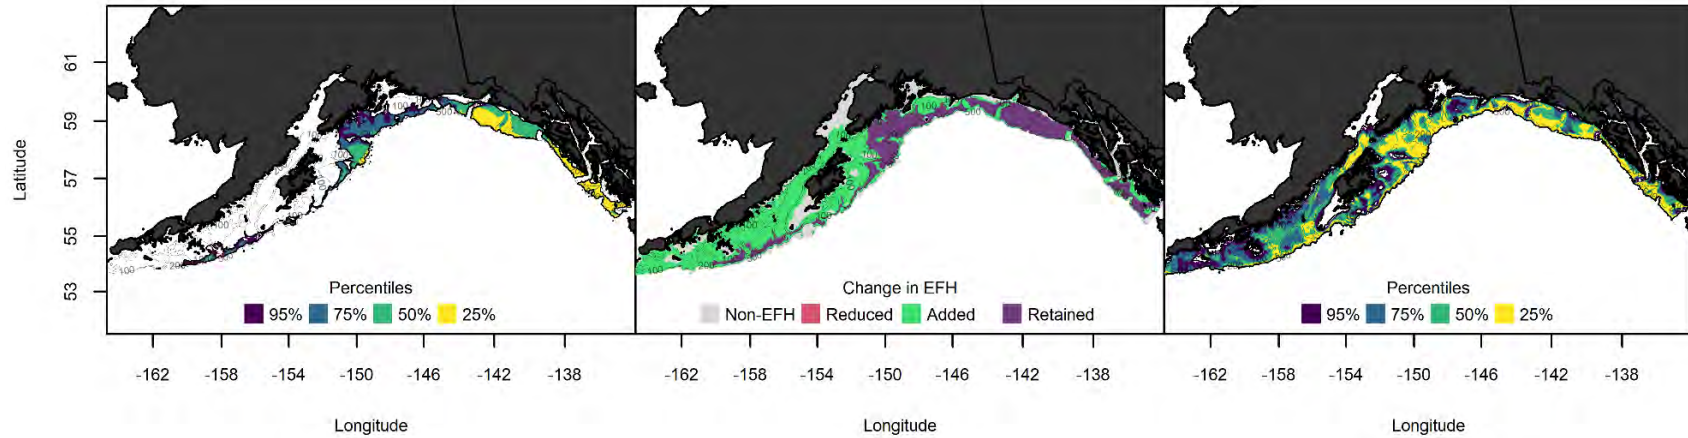 Latitude
61
59
57
55
53
Percentiles
95% 75% 50% 25%
Change in EFH
Non-EFH Reduced Added Retained
Percentiles
95% 75% 50% 25%
-162 -158 -154 -150 -146 -142 -138
-162 -158 -154 -150 -146 -142 -138
-162 -158 -154 -150 -146 -142 -138
Longitude
Longitude
Longitude